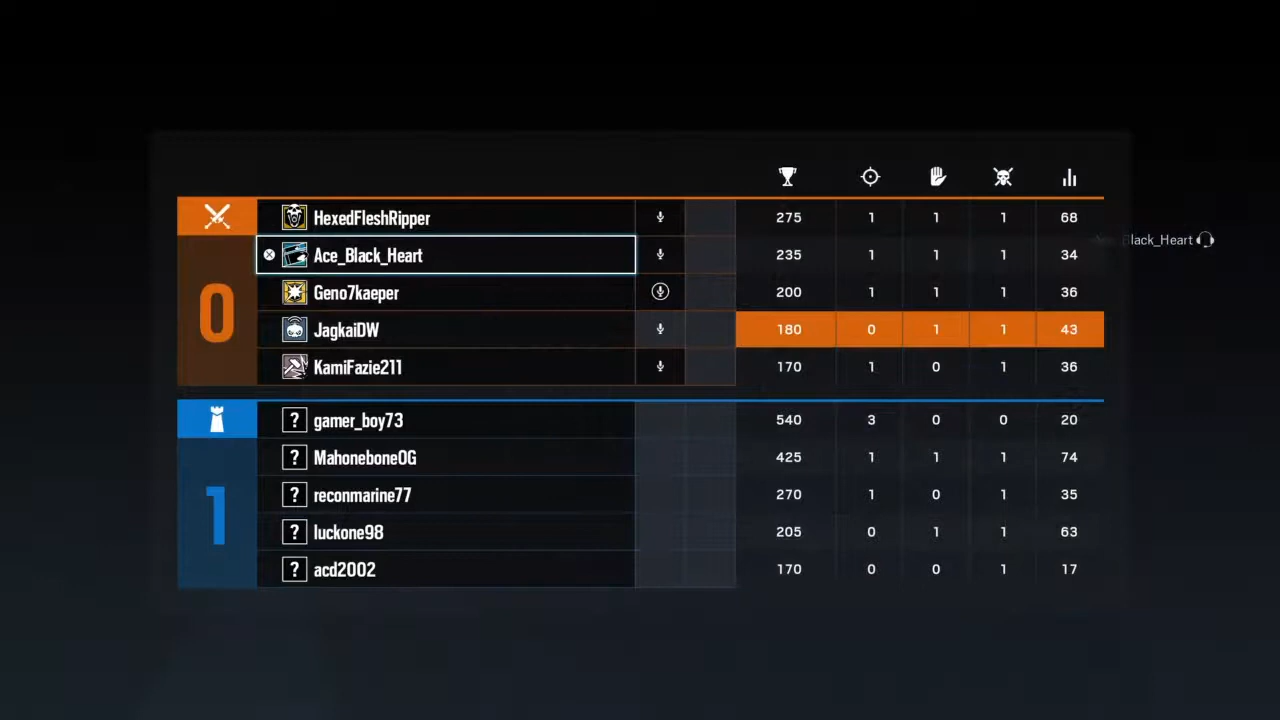 HexedFleshRipper 275 1 1 1 68
Black_Heart
Ace_Black_Heart 235 1 1 1 34
0
Geno7kaeper 200 1 1 1 36
JagkaiDW 180 0 1 1 43
KamiFazie211 170 1 0 1 36
? gamer_boy73 540 3 0 0 20
? MahoneboneOG 425 1 1 1 74
1
? reconmarine77 270 1 0 1 35
? luckone98 205 0 1 1 63
? acd2002 170 0 0 1 17